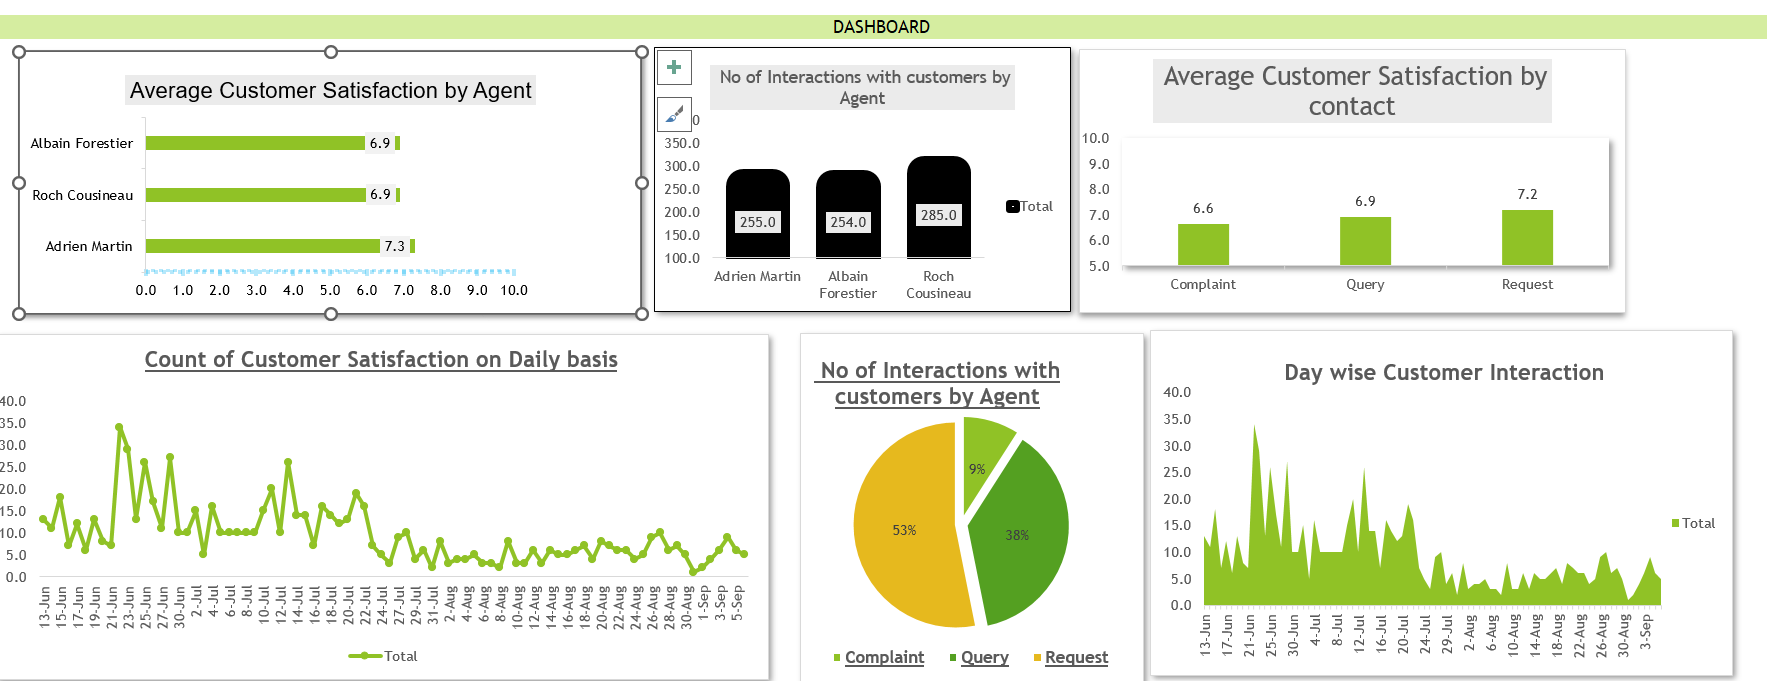 DASHBOARD
Average Customer Satisfaction by Agent
Albain Forestier
6.9
Roch Cousineau
6.9
Adrien Martin
7.3
0.0 1.0 2.0 3.0 4.0 5.0 6.0 7.0 8.0 9.0 10.0
No of Interactions with customers by
Agent
0
350.0
300.0
250.0
200.0
150.0
100.0
255.0
254.0
285.0
Adrien Martin
Albain
Forestier
Roch
Cousineau
Total
Average Customer Satisfaction by
contact
10.0
9.0
8.0
7.0
6.0
5.0
6.6
6.9
7.2
Complaint
Query
Request
Count of Customer Satisfaction on Daily basis
40.0
35.0
30.0
25.0
20.0
15.0
10.0
5.0
0.0
13-Jun
15-Jun
17-Jun
19-Jun
21-Jun
23-Jun
25-Jun
27-Jun
30-Jun
2-Jul
4-Jul
6-Jul
8-Jul
10-Jul
12-Jul
14-Jul
16-Jul
18-Jul
20-Jul
22-Jul
24-Jul
27-Jul
29-Jul
31-Jul
2-Aug
4-Aug
6-Aug
8-Aug
10-Aug
12-Aug
14-Aug
16-Aug
18-Aug
20-Aug
22-Aug
24-Aug
26-Aug
28-Aug
30-Aug
1-Sep
3-Sep
5-Sep
Total
No of Interactions with
customers by Agent
9%
38%
53%
Complaint Query Request
Day wise Customer Interaction
40.0
35.0
30.0
25.0
20.0
15.0
10.0
5.0
0.0
13-Jun
17-Jun
21-Jun
25-Jun
30-Jun
4-Jul
8-Jul
12-Jul
16-Jul
20-Jul
24-Jul
29-Jul
2-Aug
6-Aug
10-Aug
14-Aug
18-Aug
22-Aug
26-Aug
30-Aug
3-Sep
Total